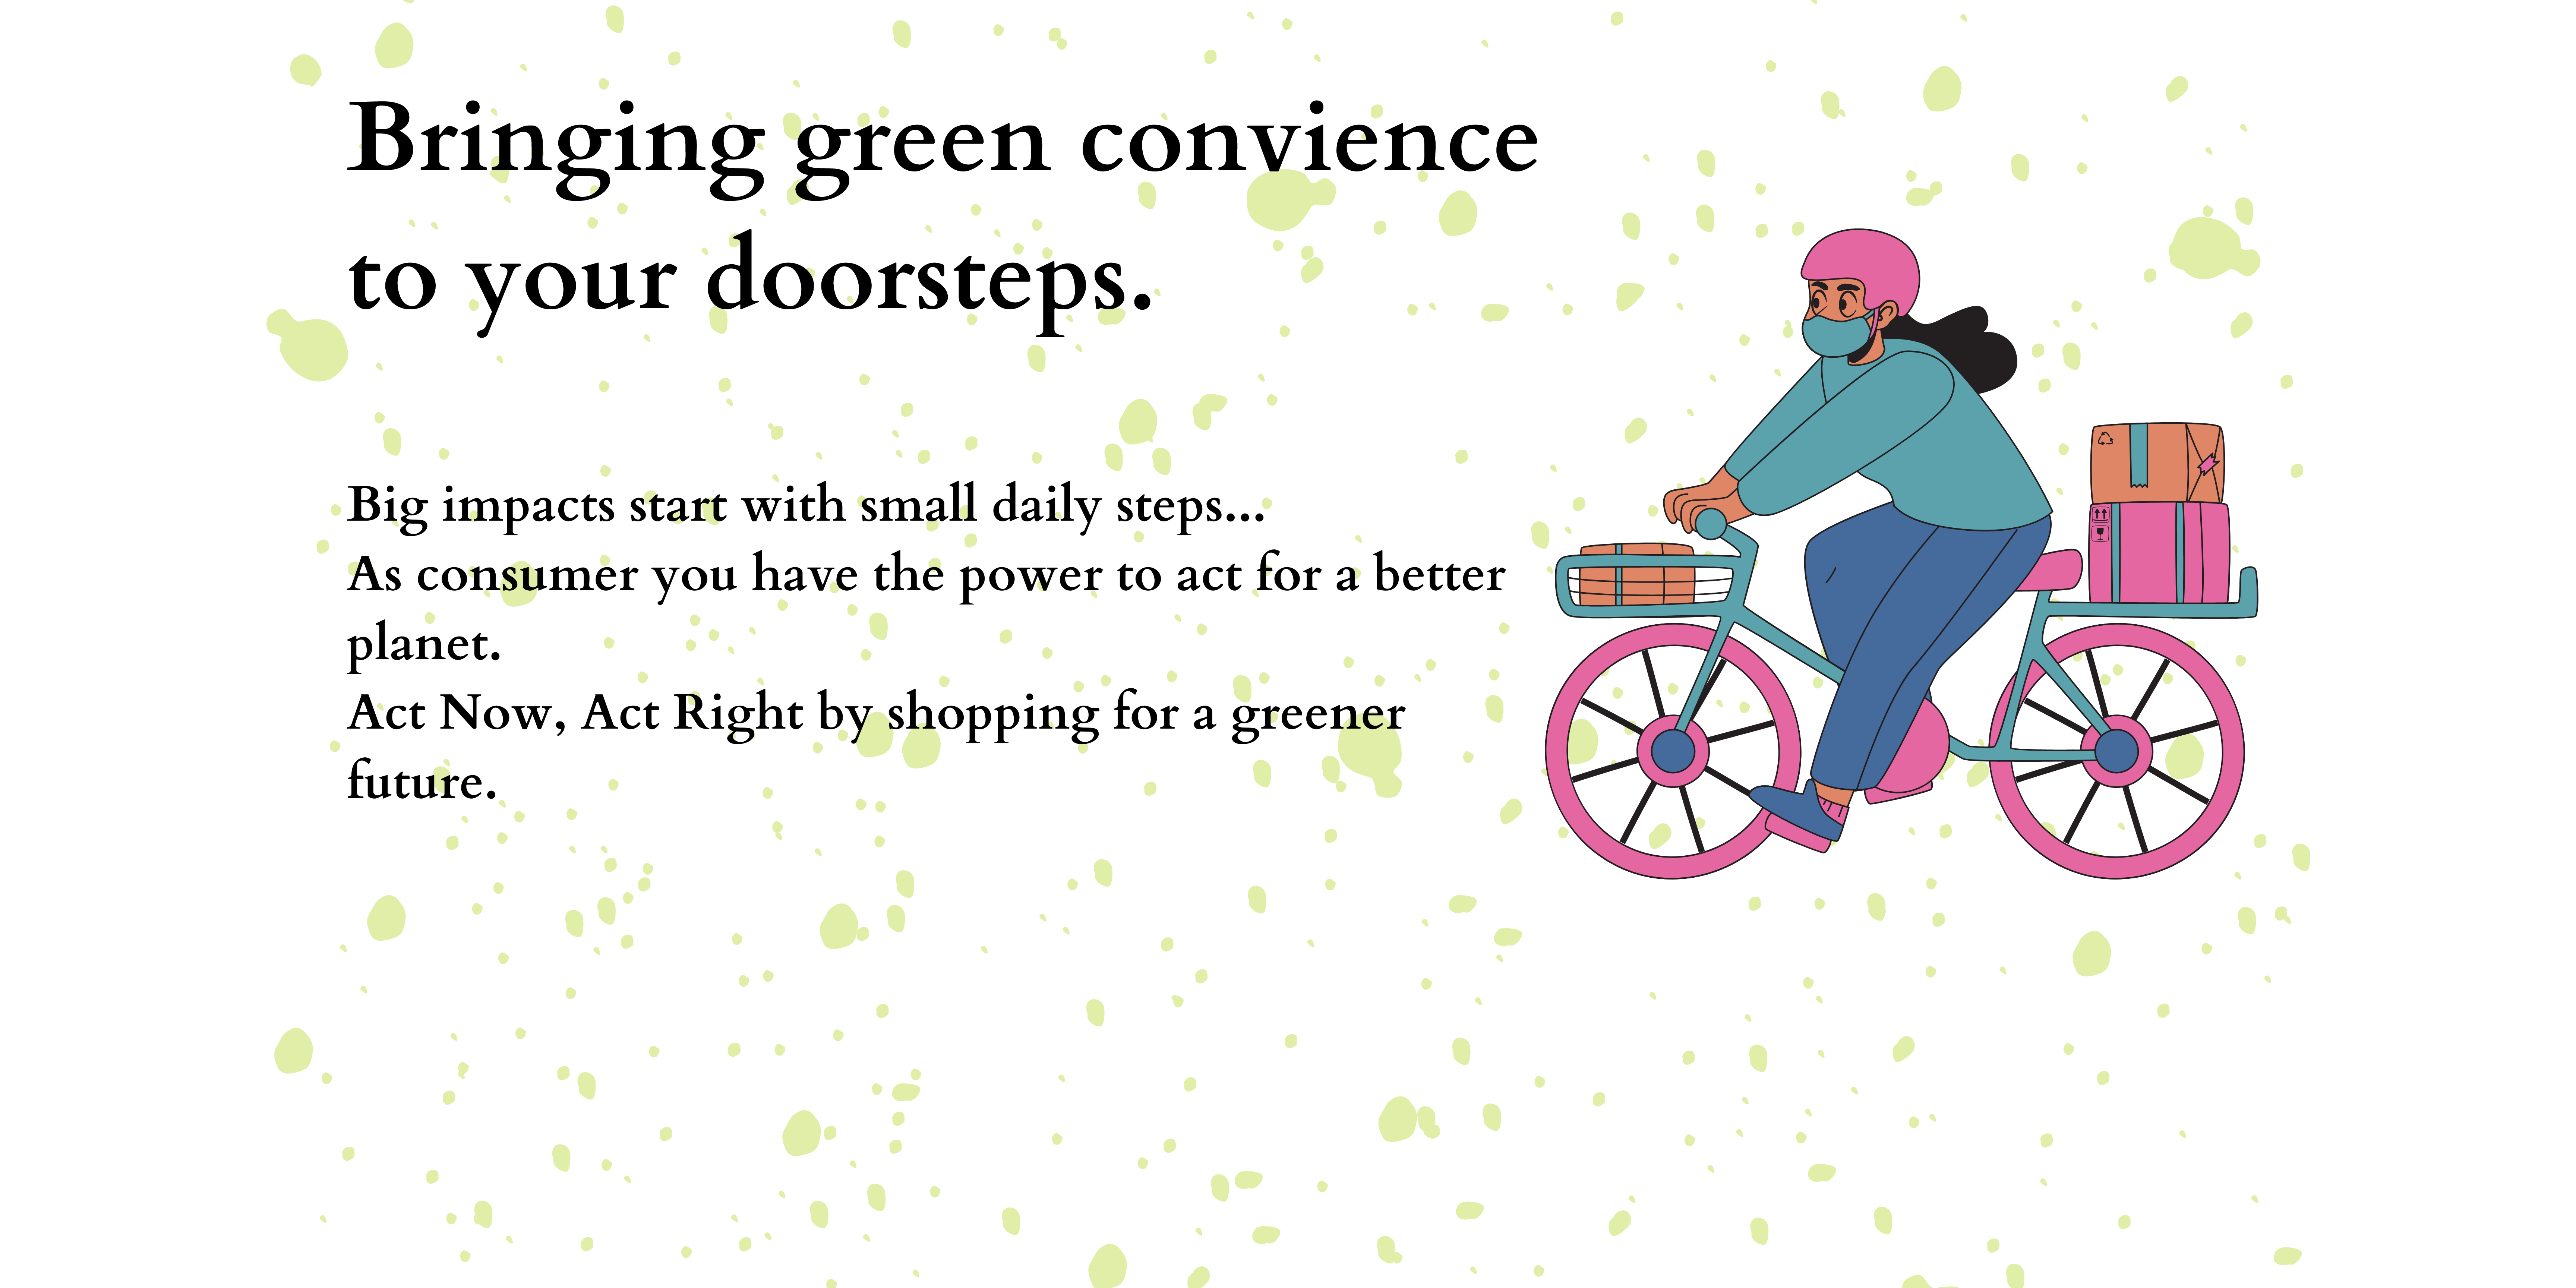 Bringing green convience
to your doorsteps.
Big impacts start with small daily steps...
As consumer you have the power to act for a better
planet.
Act Now, Act Right by shopping for a greener
future.